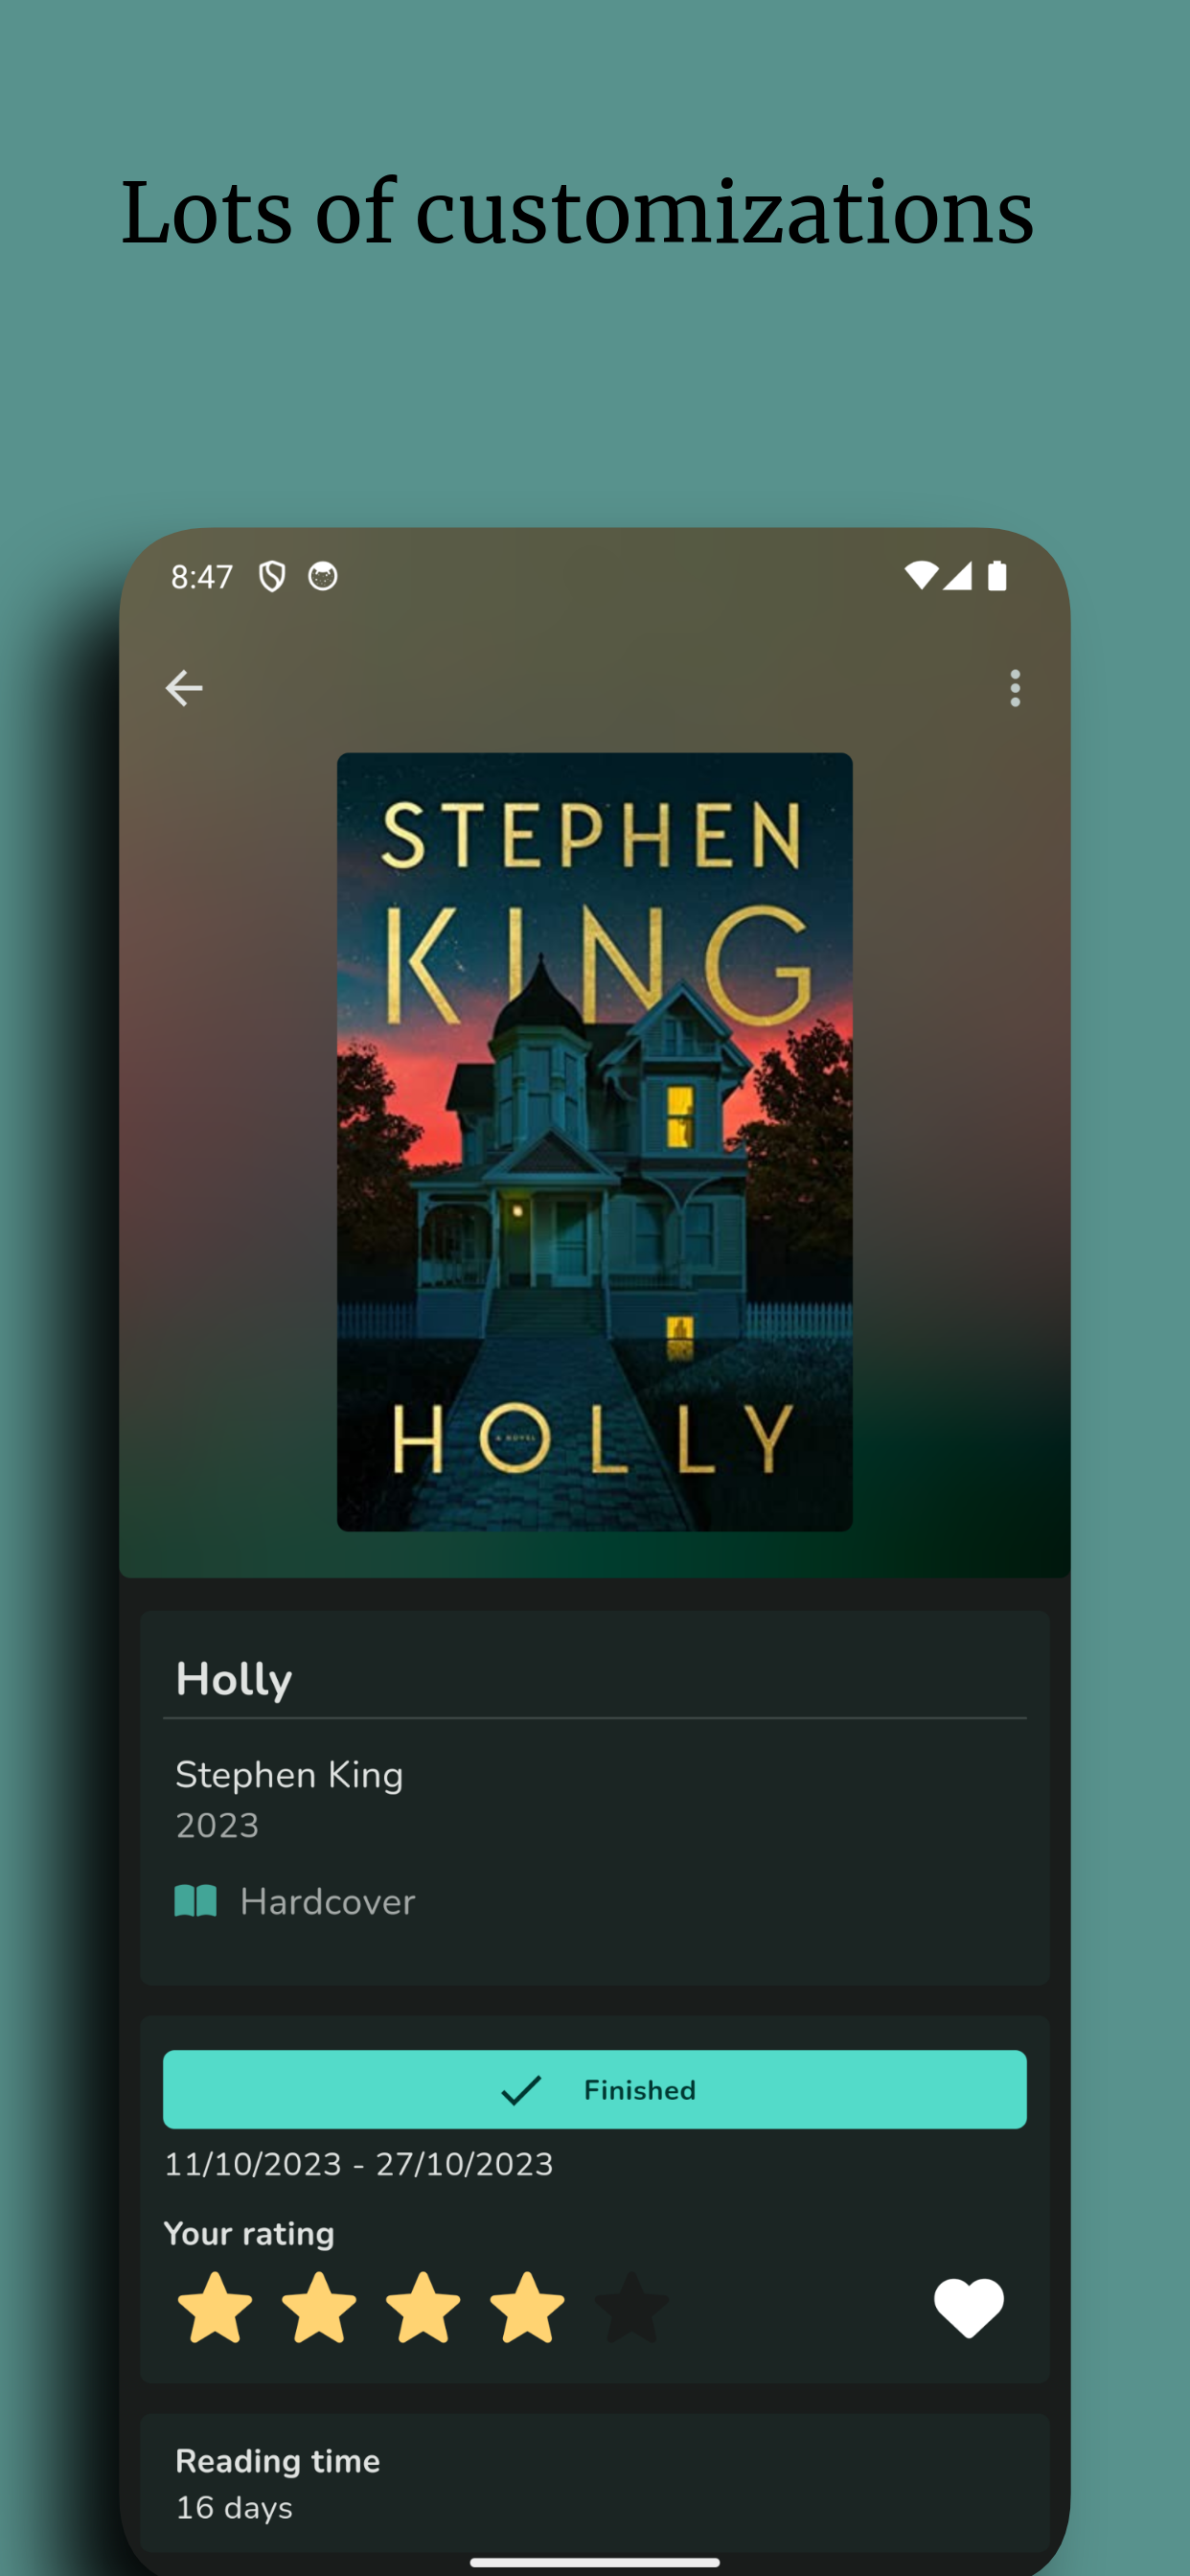 Lots of customizations
8:47
STEPHEN
KING
HOLLY
A NOVEL
Holly
Stephen King
2023
Hardcover
Finished
11/10/2023 - 27/10/2023
Your rating
Reading time
16 days